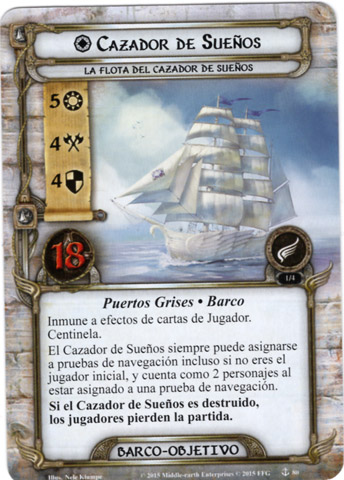 CAZADOR DE SUEÑOS
LA FLOTA DEL CAZADOR DE SUEÑOS
5
4
4
18
1/4
Puertos Grises • Barco
Inmune a efectos de cartas de Jugador.
Centinela.
El Cazador de Sueños siempre puede asignarse
a pruebas de navegación incluso si no eres el
jugador inicial, y cuenta como 2 personajes al
estar asignado a una prueba de navegación.
Si el Cazador de Sueños es destruido,
los jugadores pierden la partida.
BARCO-OBJETIVO
Illus. Nele Klumpe
© 2015 Middle-earth Enterprises © 2015 FFG
80